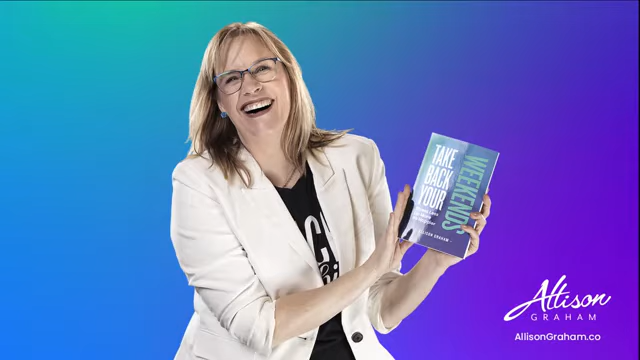 TAKE
BACK
YOUR
WEEKENDS
ALLISON GRAHAM
Allison
GRAHAM
AllisonGraham.co